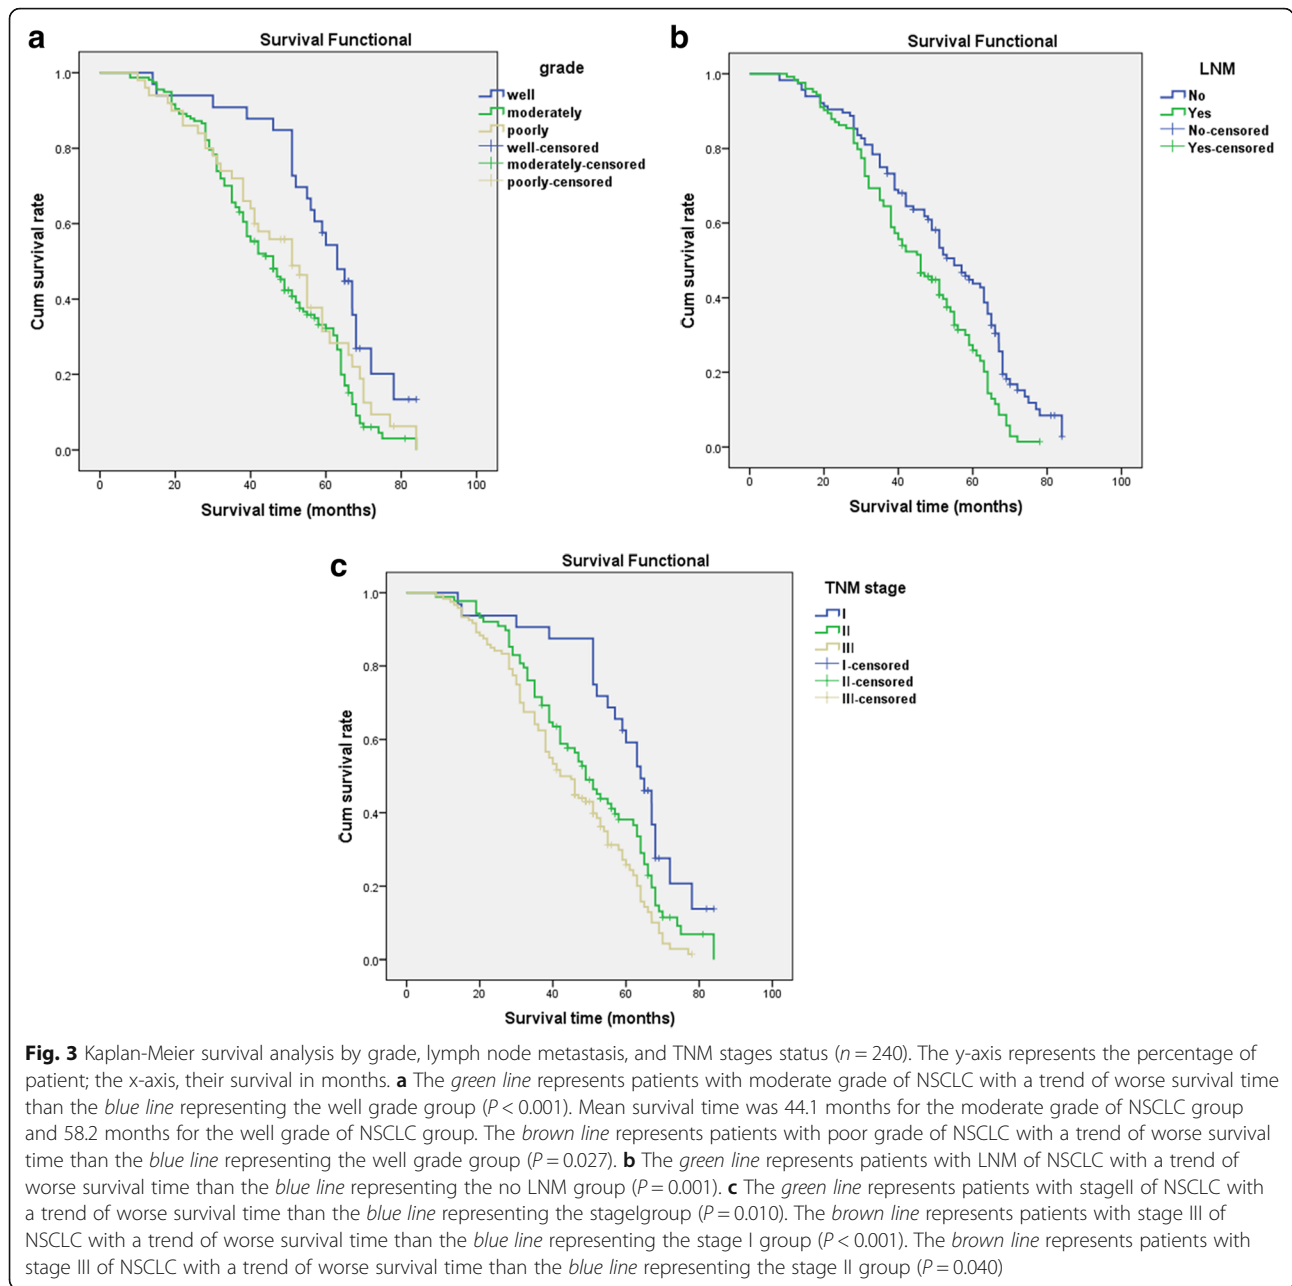 a
Survival Functional
grade
well
moderately
poorly
well-censored
moderately-censored
poorly-censored
1.0
0.8
0.6
0.4
0.2
0.0
Cum survival rate
0 20 40 60 80 100
Survival time (months)
b
Survival Functional
LNM
No
Yes
No-censored
Yes-censored
1.0
0.8
0.6
0.4
0.2
0.0
Cum survival rate
0 20 40 60 80 100
Survival time (months)
c
Survival Functional
TNM stage
I
II
III
I-censored
II-censored
III-censored
1.0
0.8
0.6
0.4
0.2
0.0
Cum survival rate
0 20 40 60 80 100
Survival time (months)
Fig. 3 Kaplan-Meier survival analysis by grade, lymph node metastasis, and TNM stages status (n = 240). The y-axis represents the percentage of
patient; the x-axis, their survival in months. a The green line represents patients with moderate grade of NSCLC with a trend of worse survival time
than the blue line representing the well grade group (P < 0.001). Mean survival time was 44.1 months for the moderate grade of NSCLC group
and 58.2 months for the well grade of NSCLC group. The brown line represents patients with poor grade of NSCLC with a trend of worse survival
time than the blue line representing the well grade group (P = 0.027). b The green line represents patients with LNM of NSCLC with a trend of
worse survival time than the blue line representing the no LNM group (P = 0.001). c The green line represents patients with stageII of NSCLC with
a trend of worse survival time than the blue line representing the stageIgroup (P = 0.010). The brown line represents patients with stage III of
NSCLC with a trend of worse survival time than the blue line representing the stage I group (P < 0.001). The brown line represents patients with
stage III of NSCLC with a trend of worse survival time than the blue line representing the stage II group (P = 0.040)